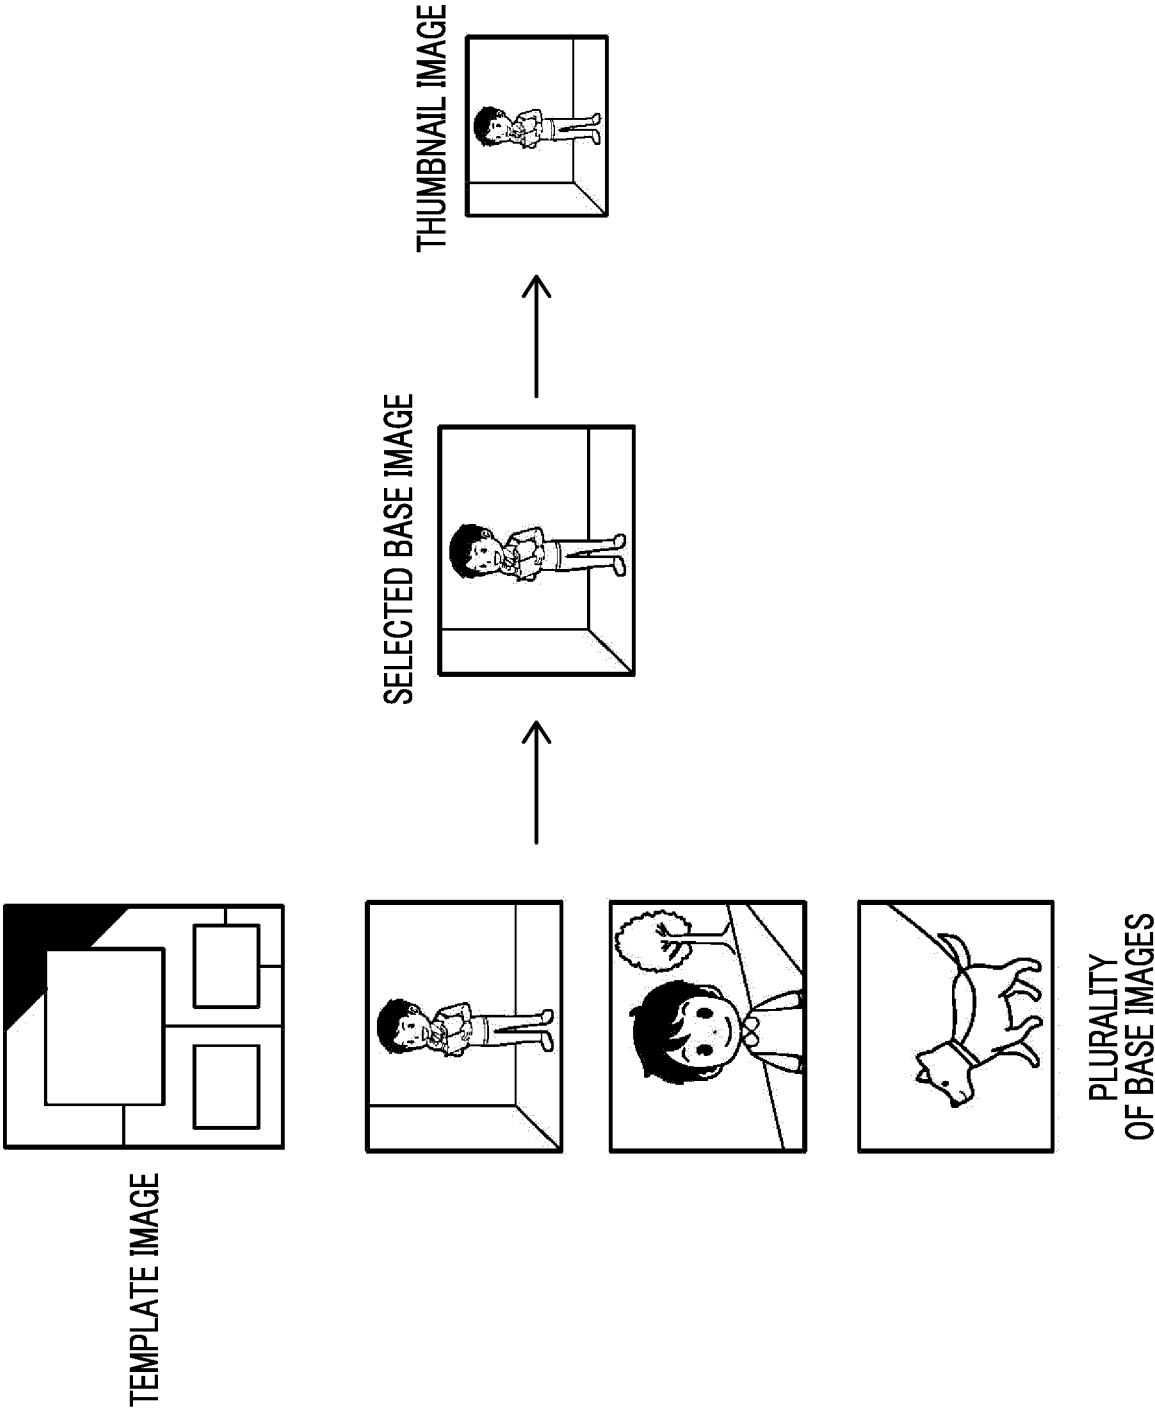 TEMPLATE IMAGE
PLURALITY
OF BASE IMAGES
SELECTED BASE IMAGE
THUMBNAIL IMAGE